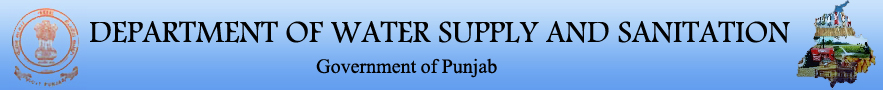 DEPARTMENT OF WATER SUPPLY AND SANITATION
Government of Punjab